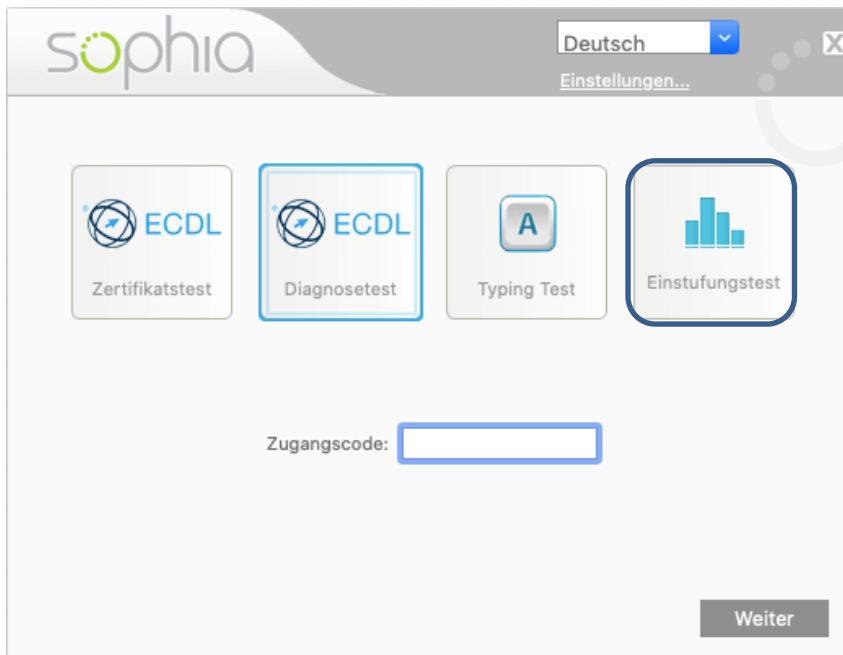 sophia
Deutsch
X
Einstellungen...
ECDL
Zertifikatstest
ECDL
Diagnosetest
A
Typing Test
Einstufungstest
Zugangscode:
Weiter